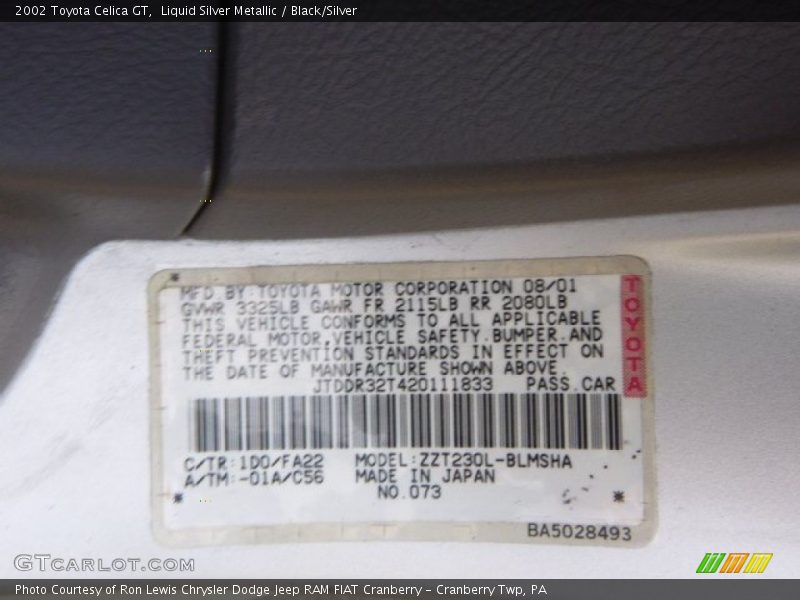 2002 Toyota Celica GT, Liquid Silver Metallic / Black/Silver
MFD.BY:TOYOTA MOTOR CORPORATION 08/01
GVWR 3325LB GAWR FR 2115LB RR 2080LB
THIS VEHICLE CONFORMS TO ALL APPLICABLE
FEDERAL MOTOR VEHICLE SAFETY.BUMPER.AND
THEFT PREVENTION STANDARDS IN EFFECT ON
THE DATE OF MANUFACTURE SHOWN ABOVE.
JTDDR32T420111833 PASS.CAR
TOYOTA
C/TR:1D0/FA22 MODEL:ZZT230L-BLMSHA
A/TM:-01A/C56 MADE IN JAPAN
NO.073
BA5028493
GTCARLOT.COM
Photo Courtesy of Ron Lewis Chrysler Dodge Jeep RAM FIAT Cranberry - Cranberry Twp, PA